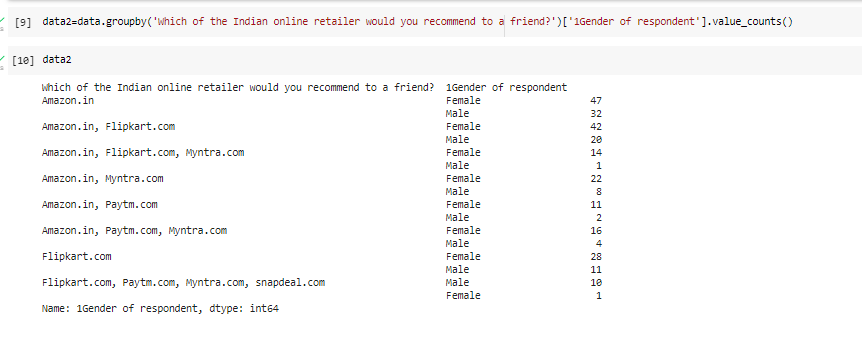 [9] data2=data.groupby('Which of the Indian online retailer would you recommend to a friend?')['1Gender of respondent'].value_counts()
[10] data2
Which of the Indian online retailer would you recommend to a friend? 1Gender of respondent
Amazon.in Female 47
Male 32
Amazon.in, Flipkart.com Female 42
Male 20
Amazon.in, Flipkart.com, Myntra.com Female 14
Male 1
Amazon.in, Myntra.com Female 22
Male 8
Amazon.in, Paytm.com Female 11
Male 2
Amazon.in, Paytm.com, Myntra.com Female 16
Male 4
Flipkart.com Female 28
Male 11
Flipkart.com, Paytm.com, Myntra.com, snapdeal.com Male 10
Female 1
Name: 1Gender of respondent, dtype: int64